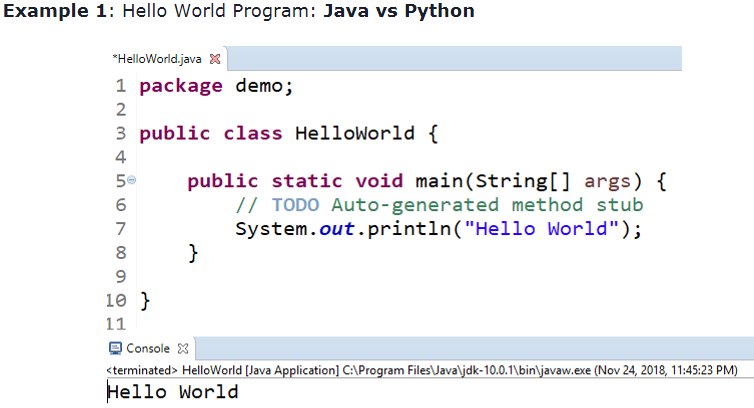 Example 1: Hello World Program: Java vs Python
*HelloWorld.java
1 package demo;
2
3 public class HelloWorld {
4
5 public static void main(String[] args) {
6 // TODO Auto-generated method stub
7 System.out.println("Hello World");
8 }
9
10 }
11
Console
<terminated> HelloWorld [Java Application] C:\Program Files\Java\jdk-10.0.1\bin\javaw.exe (Nov 24, 2018, 11:45:23 PM)
Hello World